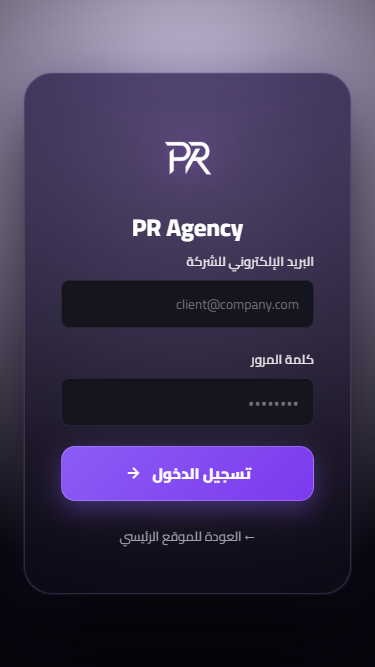 PR
PR Agency
البريد الإلكتروني للشركة
client@company.com
كلمة المرور
••••••••
تسجيل الدخول →
← العودة للموقع الرئيسي